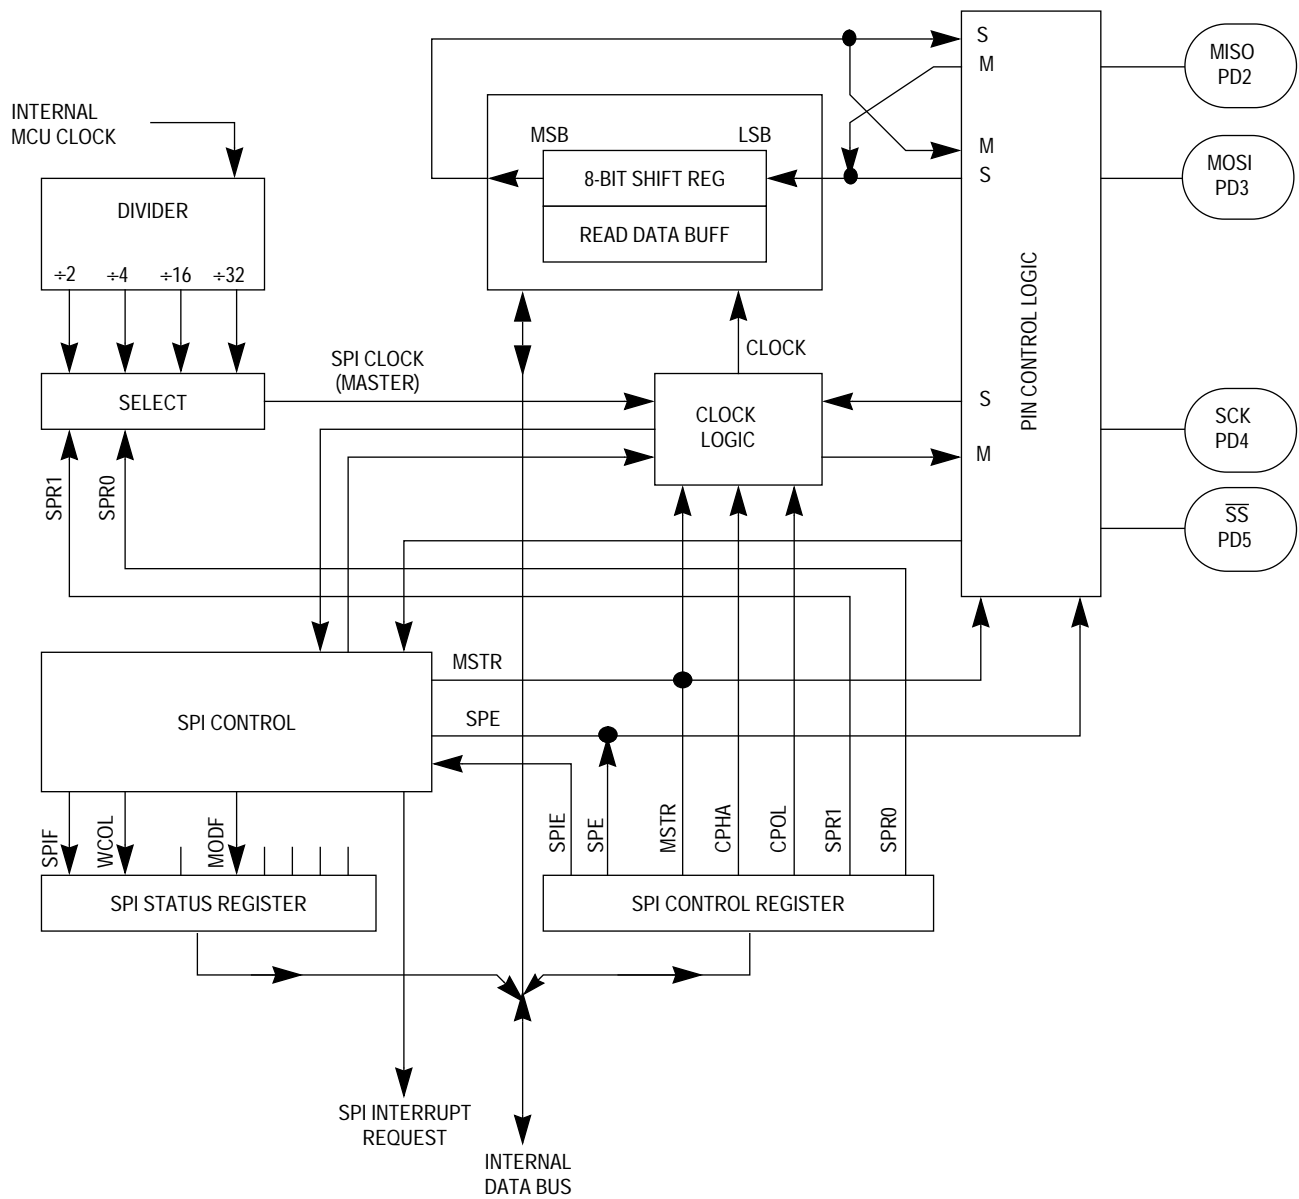 S
M
MISO
PD2
INTERNAL
MCU CLOCK
MSB
LSB
M
S
8-BIT SHIFT REG
READ DATA BUFF
MOSI
PD3
DIVIDER
÷2 ÷4 ÷16 ÷32
PIN CONTROL LOGIC
CLOCK
SPI CLOCK
(MASTER)
SELECT
CLOCK
LOGIC
S
M
SCK
PD4
SPR1
SPR0
SS
PD5
MSTR
SPE
SPI CONTROL
SPIF
WCOL
MODF
SPIE
SPE
MSTR
CPHA
CPOL
SPR1
SPR0
SPI STATUS REGISTER
SPI CONTROL REGISTER
SPI INTERRUPT
REQUEST
INTERNAL
DATA BUS